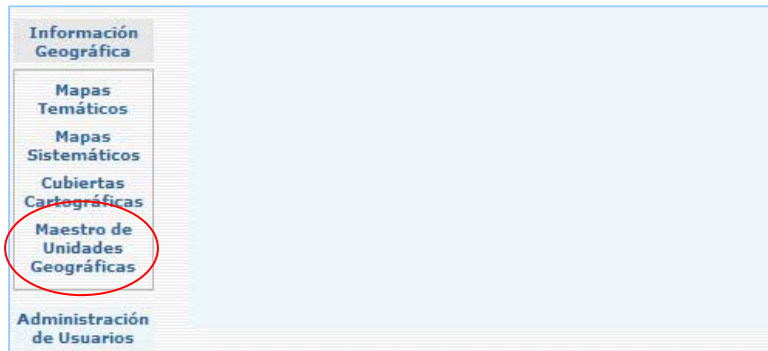 Información
Geográfica
Mapas
Temáticos
Mapas
Sistemáticos
Cubiertas
Cartográficas
Maestro de
Unidades
Geográficas
Administración
de Usuarios